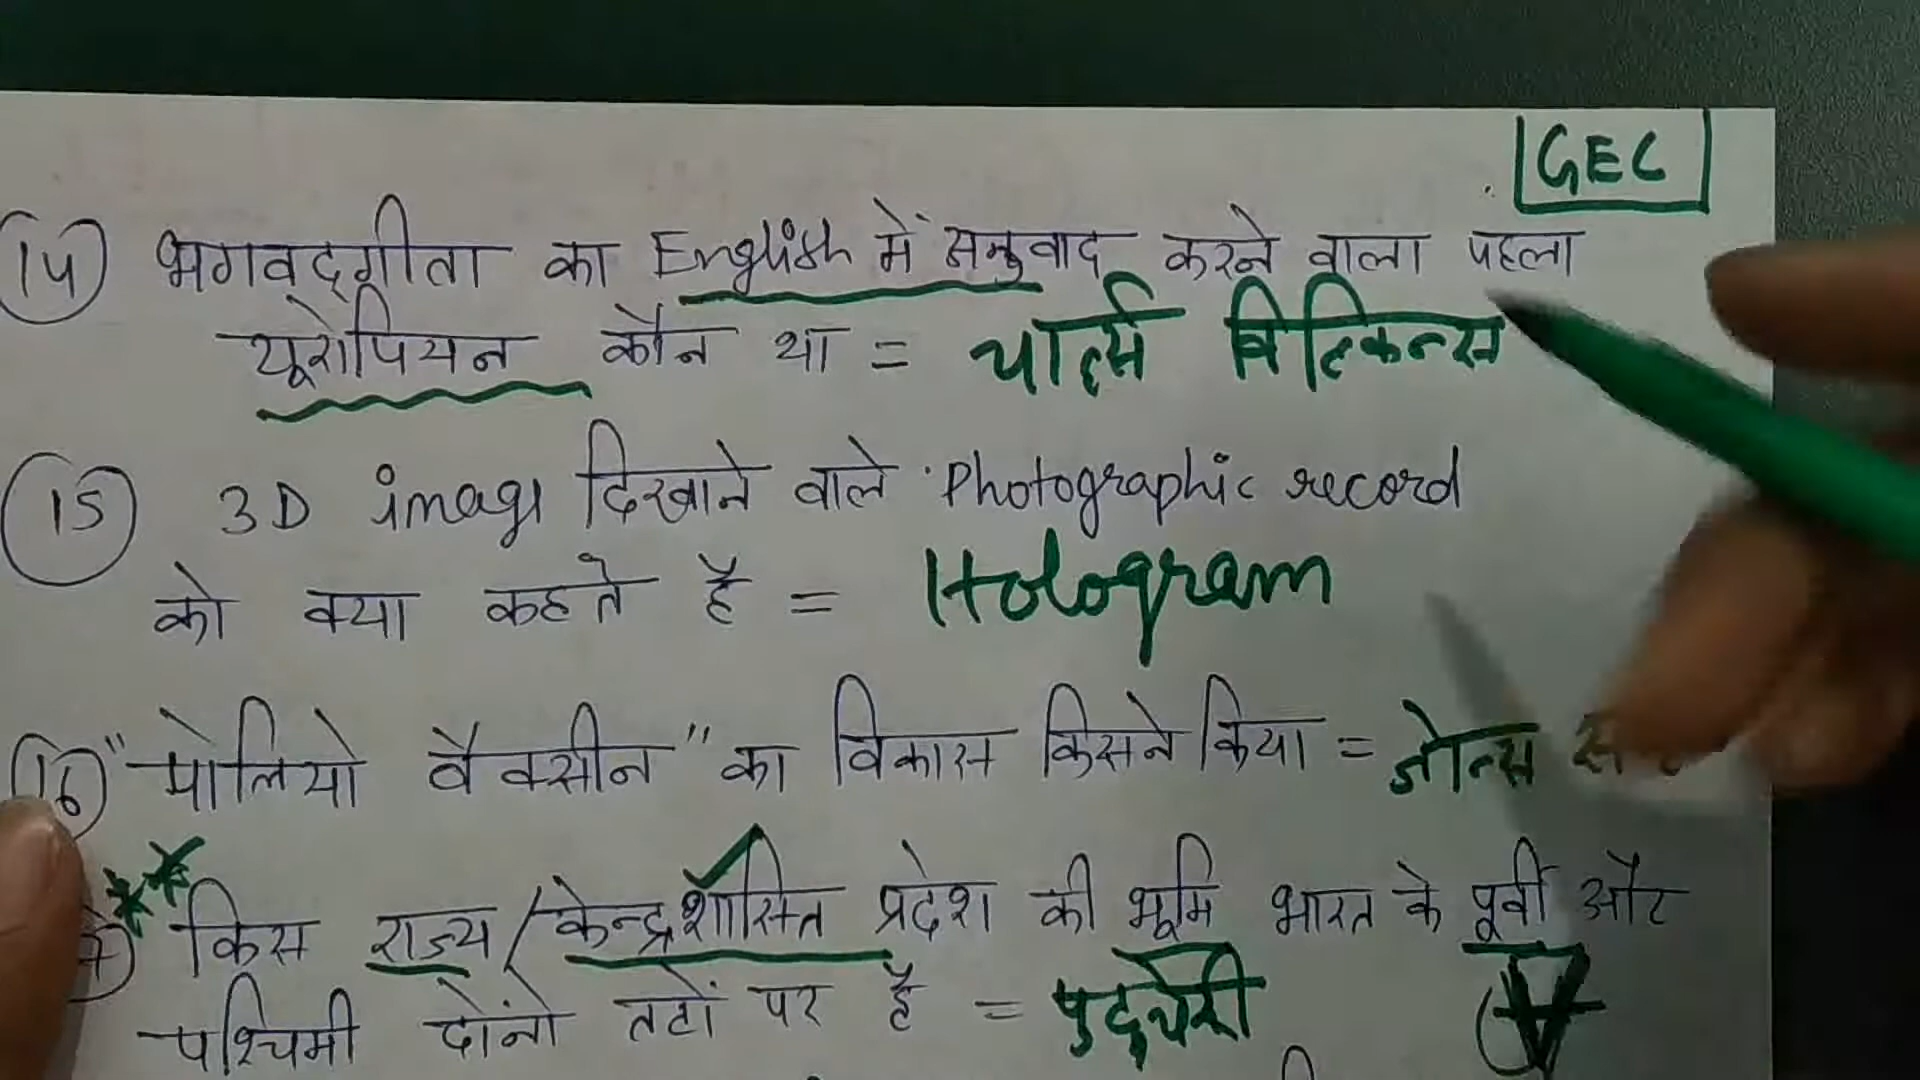 GEC
14 भगवद्गीता का English में अनुवाद करने वाला पहला
यूरोपियन कौन था = चार्ल्स विल्किन्स
15 3D image दिखाने वाले Photographic record
को क्या कहते है = Hologram
16 "पोलियो वैक्सीन" का विकास किसने किया = जोन्स
किस राज्य/केन्द्रशासित प्रदेश की भूमि भारत के पूर्वी और
पश्चिमी दोंनो तटों पर है = पुदुचेरी